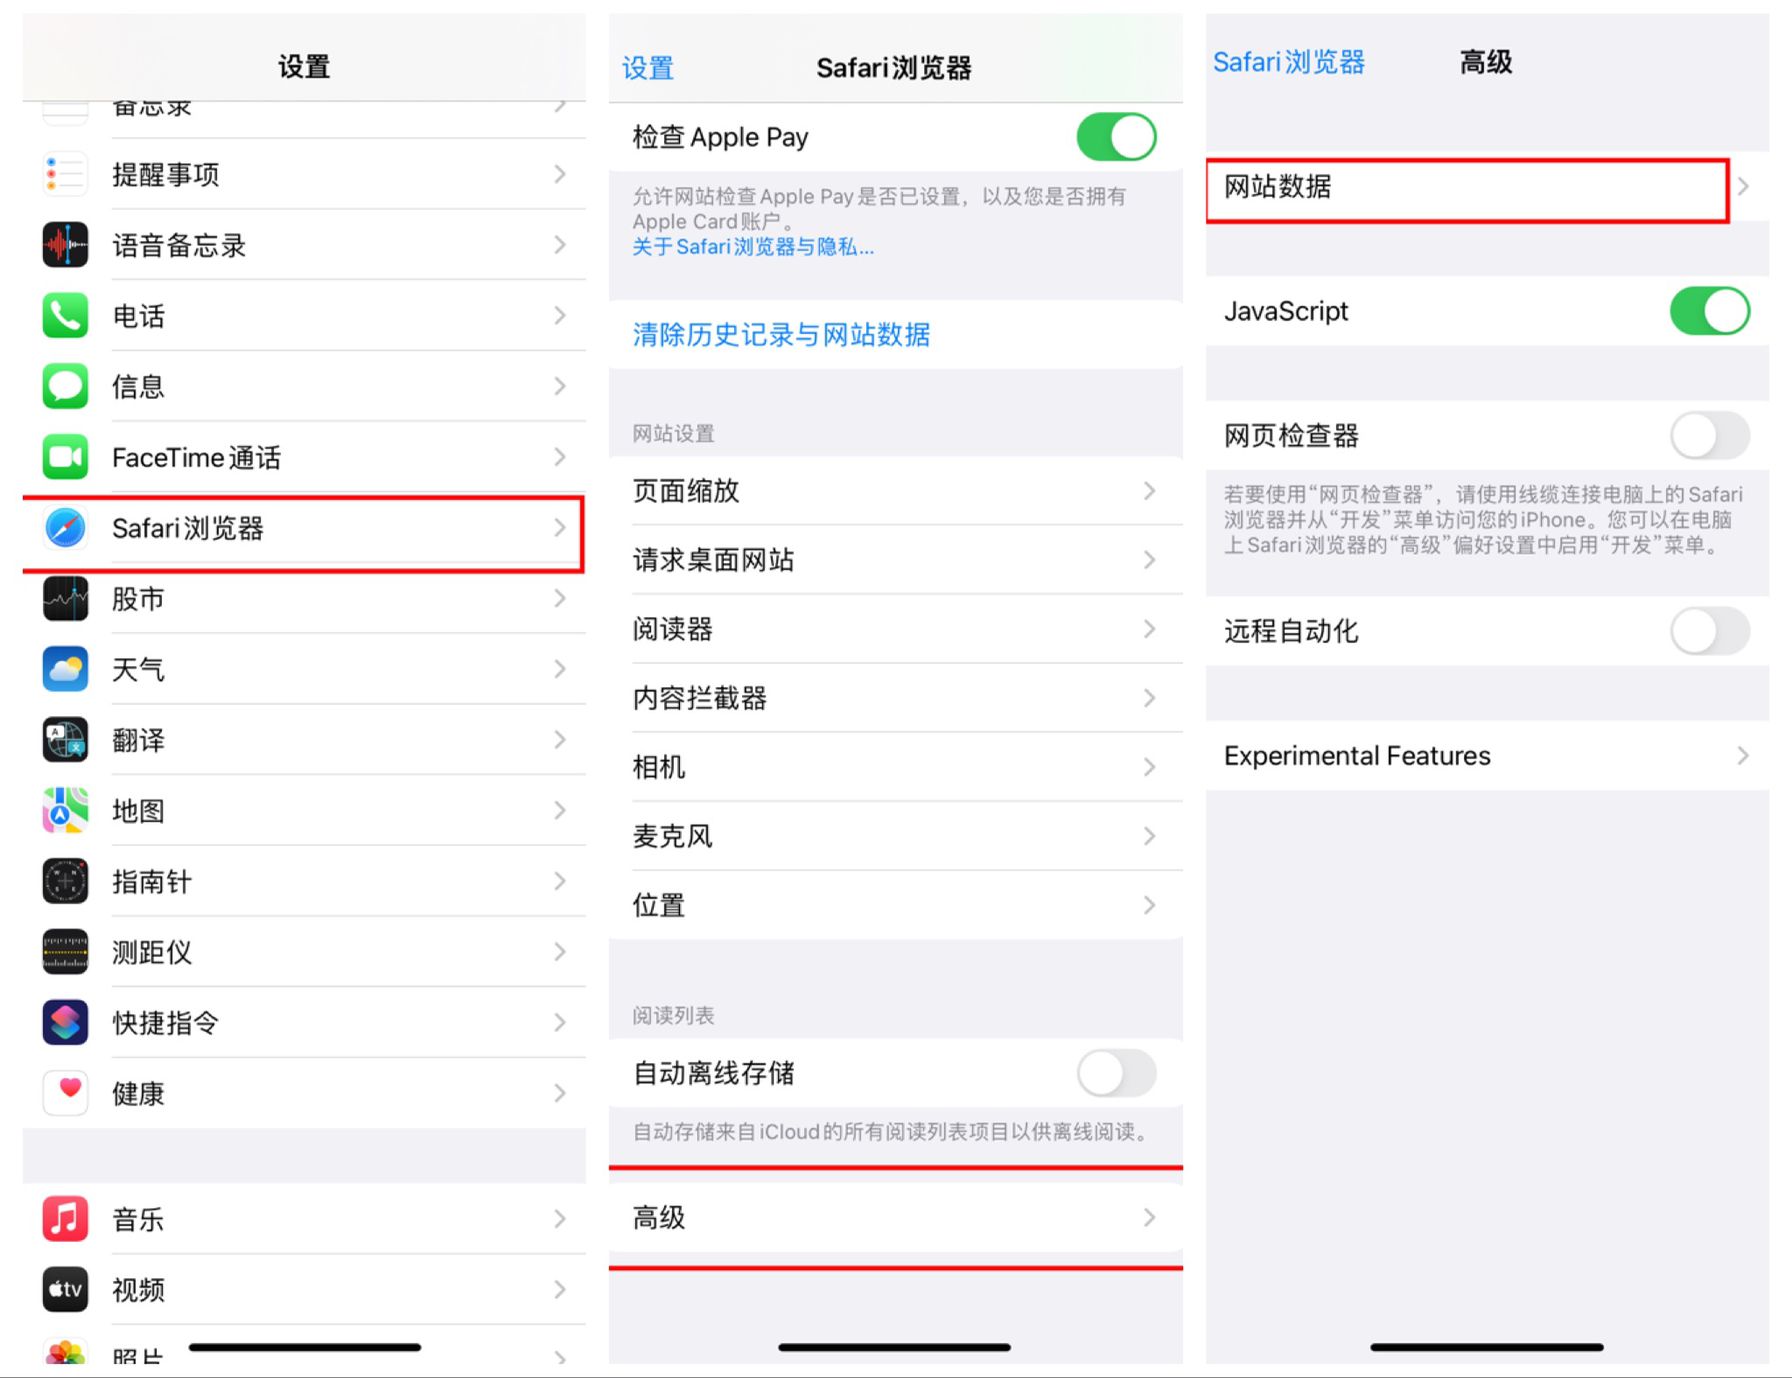 设置
备忘录
提醒事项
语音备忘录
电话
信息
FaceTime通话
Safari浏览器
股市
天气
翻译
地图
指南针
测距仪
快捷指令
健康
音乐
tv
视频
照片
设置
Safari浏览器
检查Apple Pay
允许网站检查Apple Pay是否已设置，以及您是否拥有
Apple Card账户。
关于Safari浏览器与隐私...
清除历史记录与网站数据
网站设置
页面缩放
请求桌面网站
阅读器
内容拦截器
相机
麦克风
位置
阅读列表
自动离线存储
自动存储来自iCloud的所有阅读列表项目以供离线阅读。
高级
Safari浏览器
高级
网站数据
JavaScript
网页检查器
若要使用“网页检查器”，请使用线缆连接电脑上的Safari
浏览器并从“开发”菜单访问您的iPhone。您可以在电脑
上Safari浏览器的“高级”偏好设置中启用“开发”菜单。
远程自动化
Experimental Features